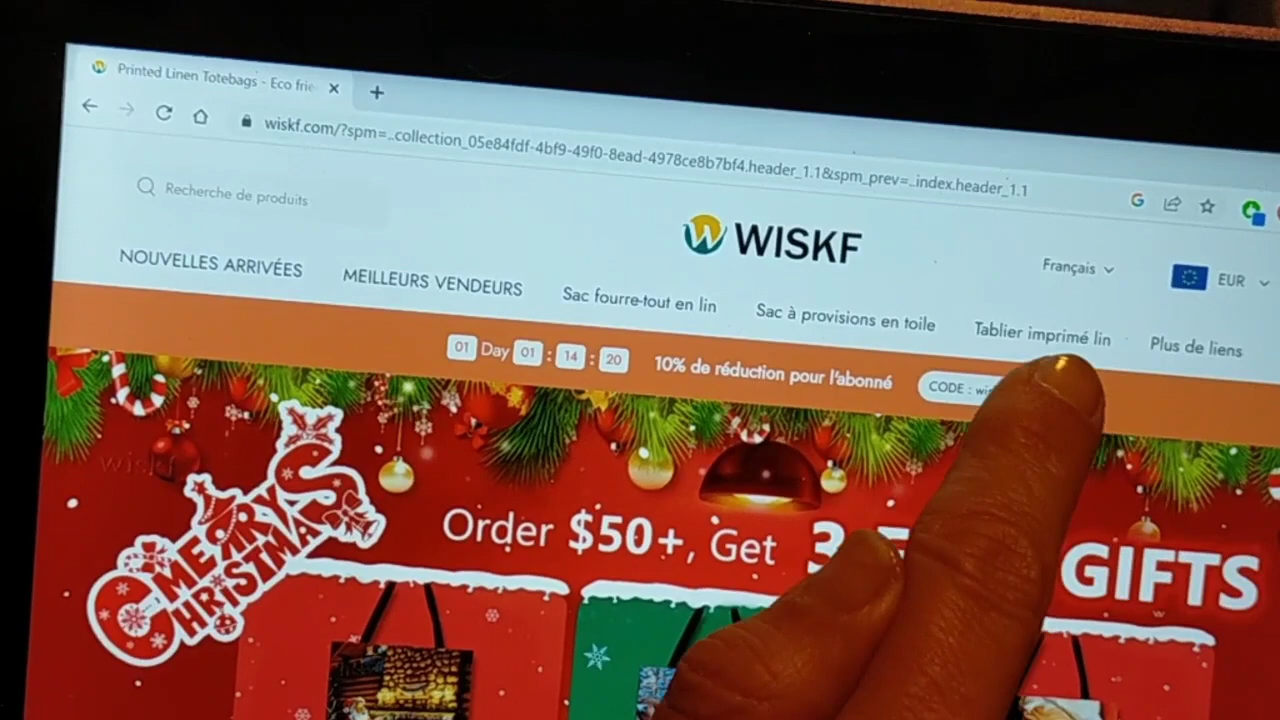 Printed Linen Totebags - Eco frie
wiskf.com/?spm=..collection_05e84fdf-4bf9-49f0-8ead-4978ce8b7bf4.header_1.1&spm_prev=..index.header_1.1
Recherche de produits
WISKF
Français
EUR
NOUVELLES ARRIVÉES
MEILLEURS VENDEURS
Sac fourre-tout en lin
Sac à provisions en toile
Tablier imprimé lin
Plus de liens
01 Day 01 : 14 : 20
10% de réduction pour l'abonné
CODE :
wiskf
MERRY
CHRISTMAS
Order $50+, Get 3
GIFTS